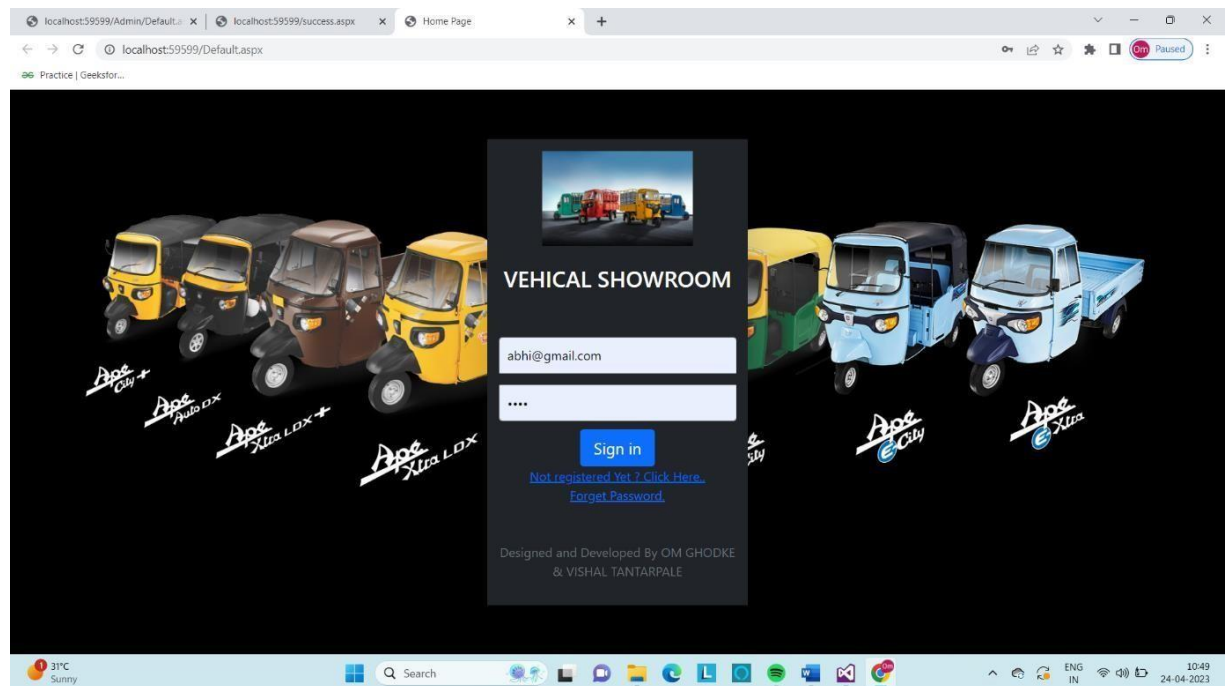 localhost:59599/Admin/Default.a
localhost:59599/success.aspx
Home Page
localhost:59599/Default.aspx
Om Paused
Practice | Geeksfor...
VEHICAL SHOWROOM
abhi@gmail.com
••••
Sign in
Not registered Yet ? Click Here..
Forget Password.
Designed and Developed By OM GHODKE
& VISHAL TANTARPALE
Ape
City +
Ape
Auto DX
Ape
Xtra LDX +
Ape
Xtra LDX
City
Ape
E-City
Ape
E-Xtra
1
31°C
Sunny
Search
ENG
IN
10:49
24-04-2023